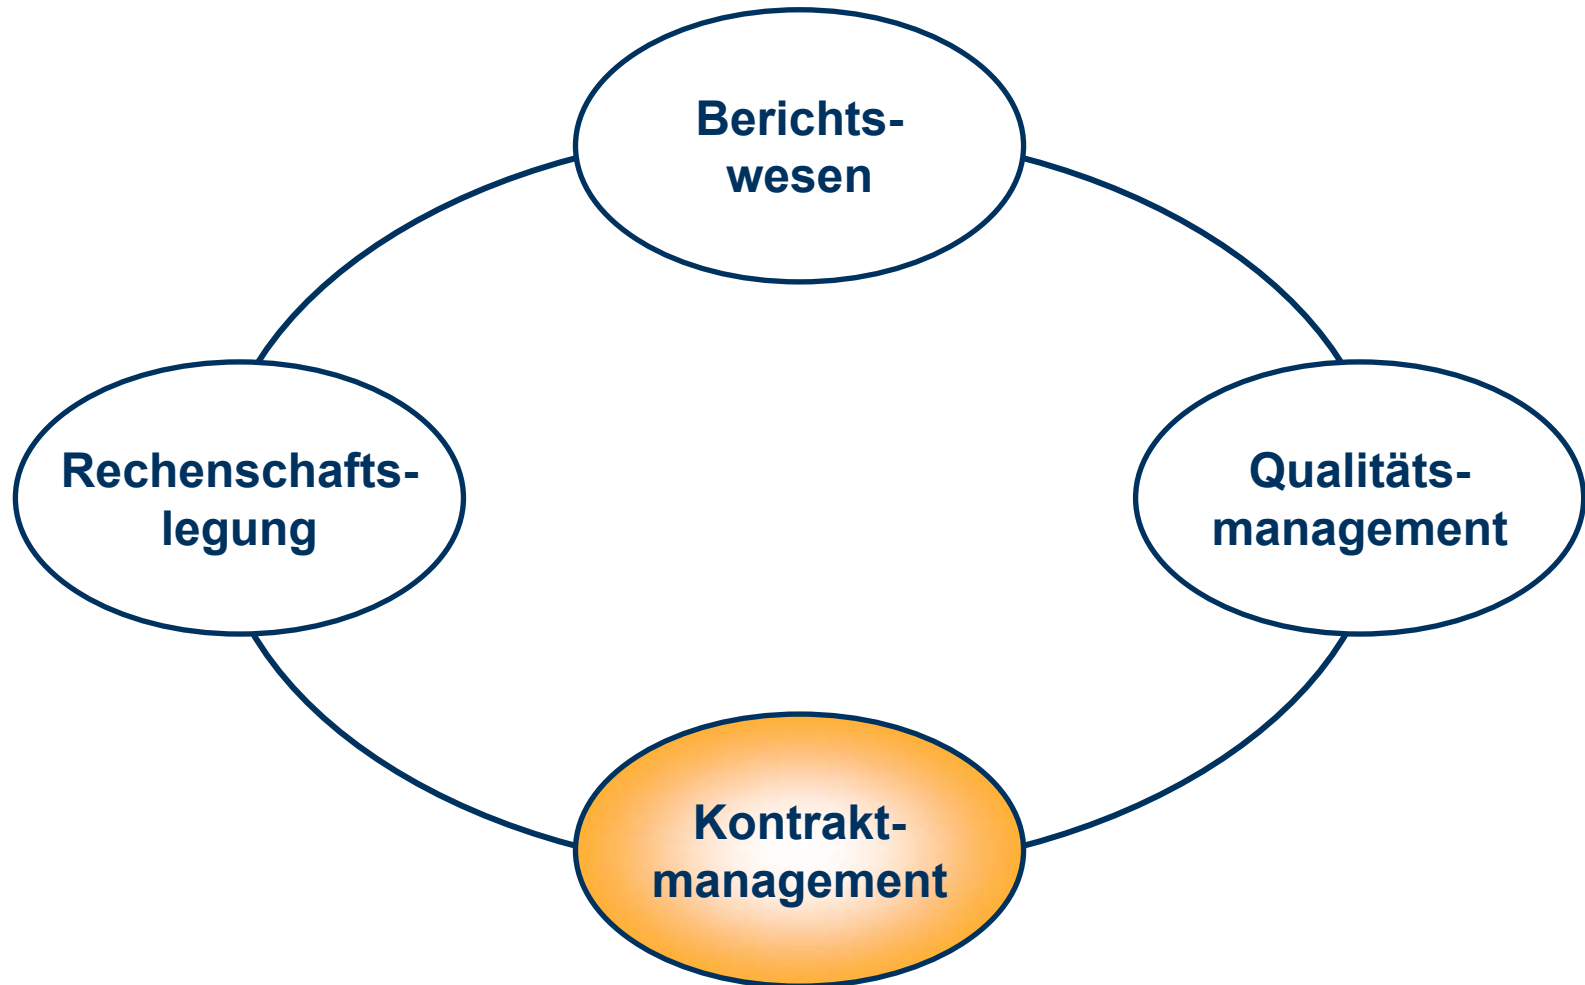 Berichts-
wesen
Rechenschafts-
legung
Qualitäts-
management
Kontrakt-
management